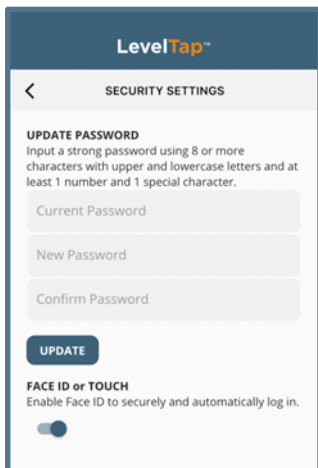 LevelTap™
SECURITY SETTINGS
UPDATE PASSWORD
Input a strong password using 8 or more
characters with upper and lowercase letters and at
least 1 number and 1 special character.
Current Password
New Password
Confirm Password
UPDATE
FACE ID or TOUCH
Enable Face ID to securely and automatically log in.